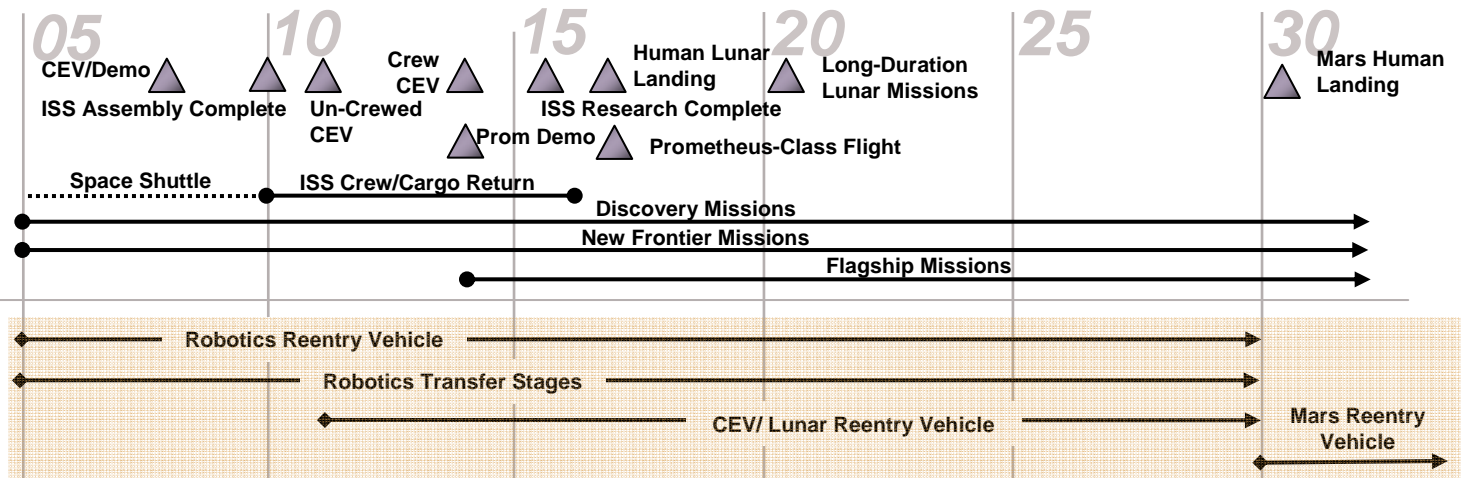 05 10 15 20 25 30
CEV/Demo
ISS Assembly Complete
Un-Crewed
CEV
Crew
CEV
Human Lunar
Landing
ISS Research Complete
Long-Duration
Lunar Missions
Mars Human
Landing
Prom Demo
Prometheus-Class Flight
Space Shuttle
ISS Crew/Cargo Return
Discovery Missions
New Frontier Missions
Flagship Missions
Robotics Reentry Vehicle
Robotics Transfer Stages
CEV/ Lunar Reentry Vehicle
Mars Reentry
Vehicle